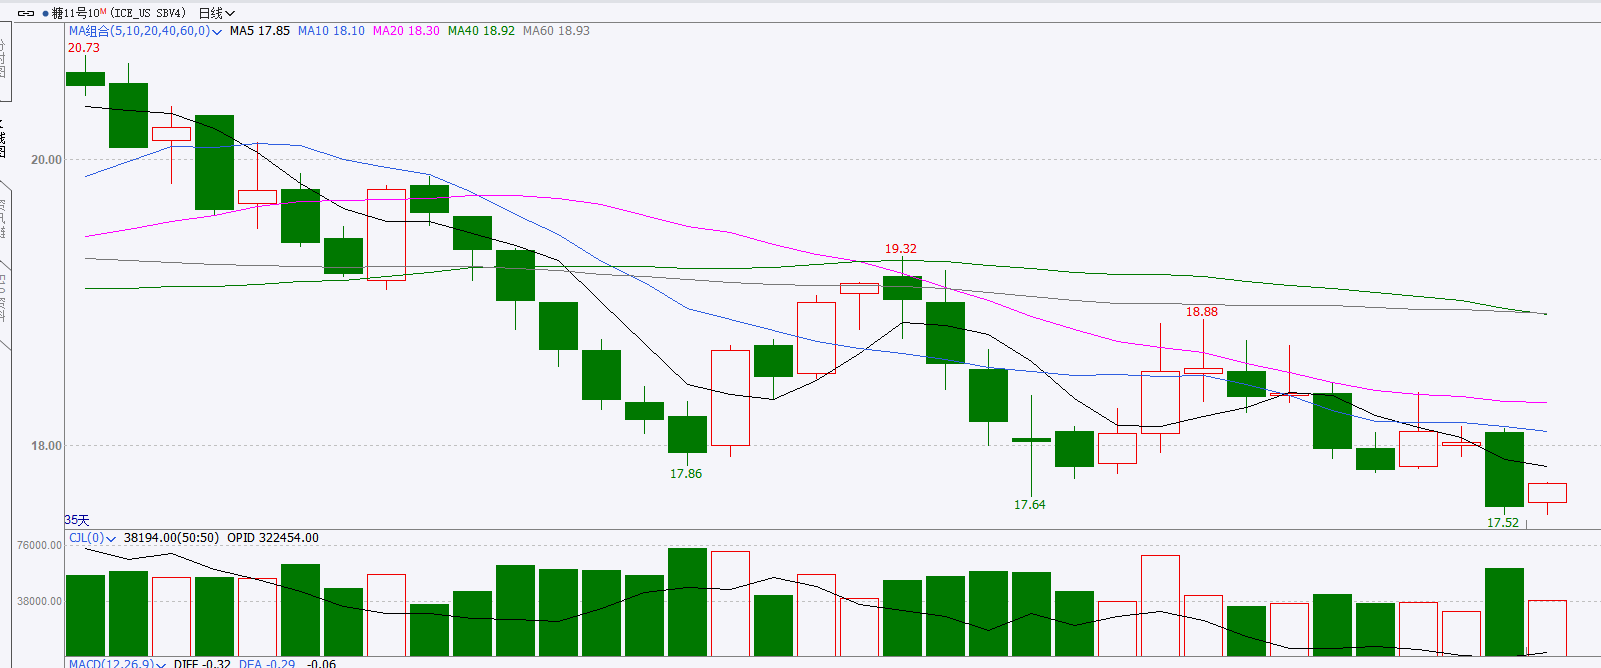 糖11号10M (ICE_US SBV4) 日线
MA组合(5,10,20,40,60,0) MA5 17.85 MA10 18.10 MA20 18.30 MA40 18.92 MA60 18.93
20.73
20.00
19.32
18.88
18.00
17.86
17.64
17.52
35天
CJL(0) 38194.00(50:50) OPID 322454.00
76000.00
38000.00
MACD(12,26,9) DIFF -0.32 DEA -0.29 -0.06